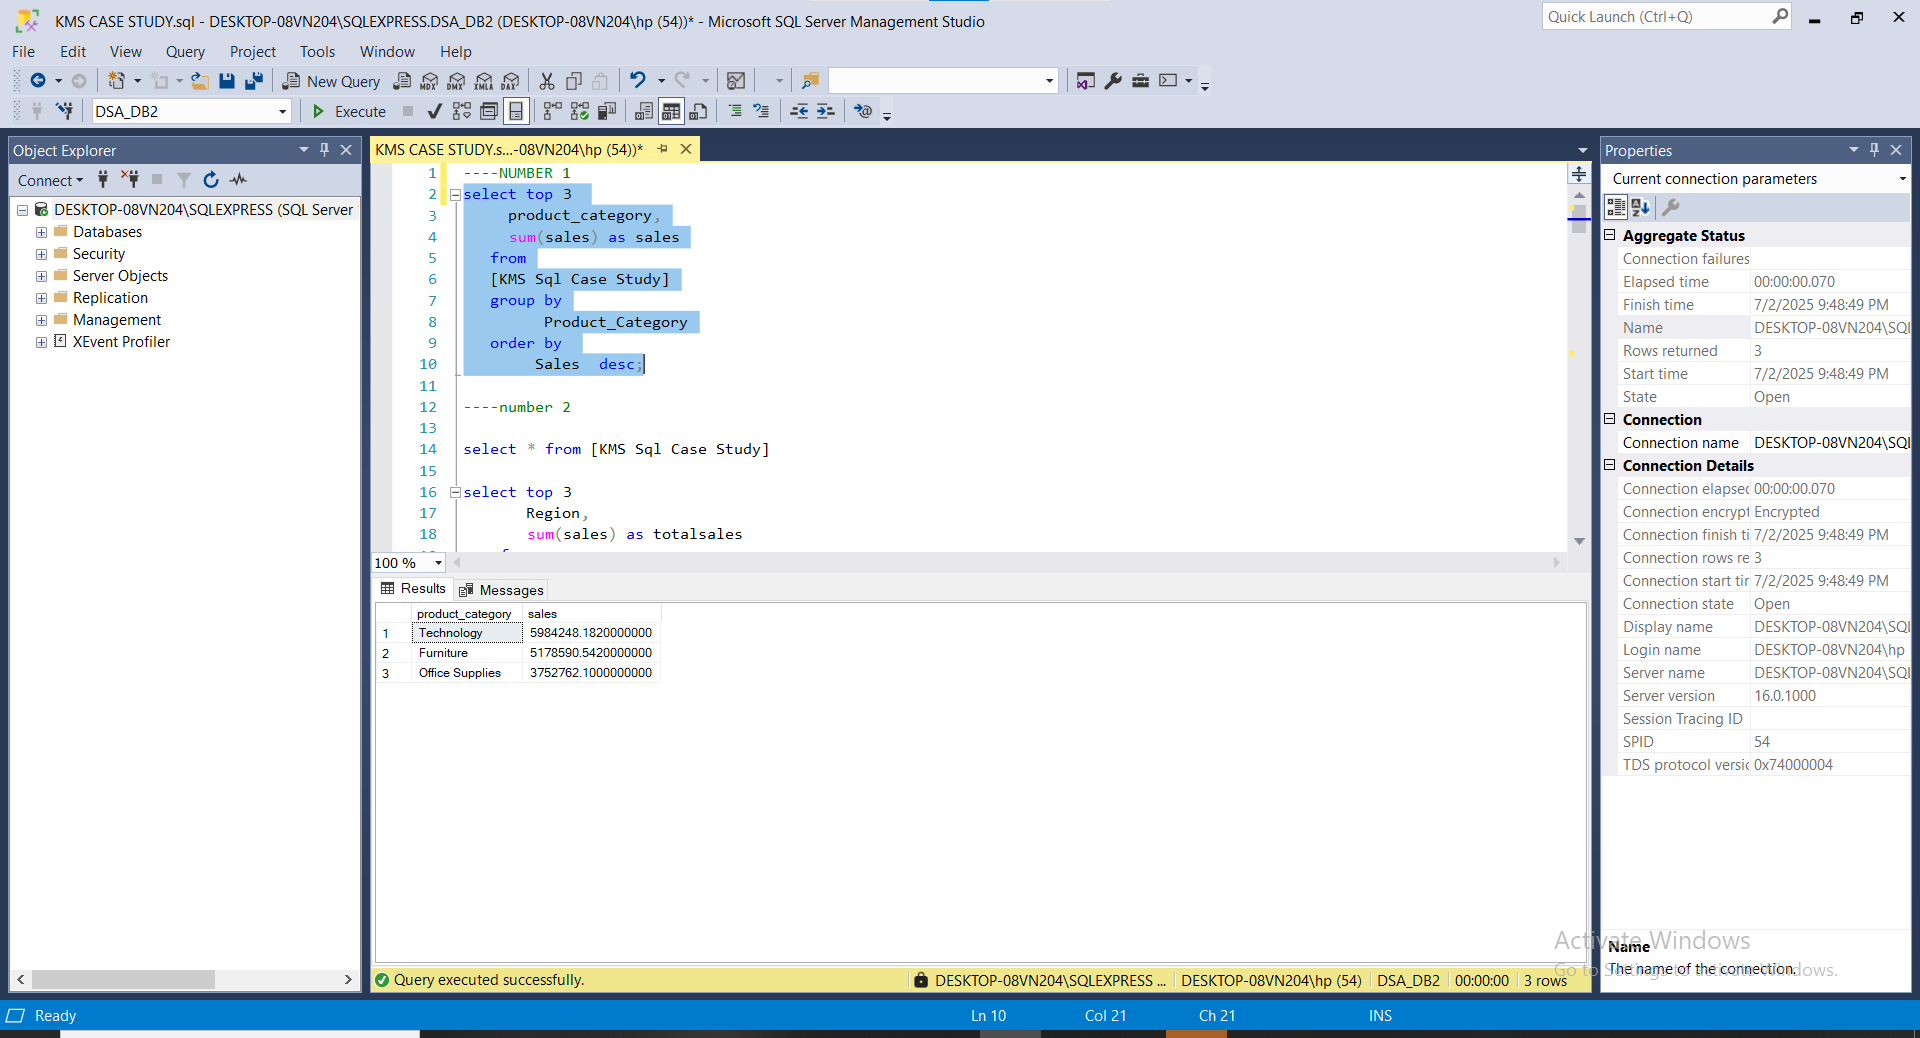 KMS CASE STUDY.sql - DESKTOP-08VN204\SQLEXPRESS.DSA_DB2 (DESKTOP-08VN204\hp (54))* - Microsoft SQL Server Management Studio
Quick Launch (Ctrl+Q)
File Edit View Query Project Tools Window Help
New Query MDX DMX XMLA DAX
DSA_DB2 Execute
Object Explorer
Connect
DESKTOP-08VN204\SQLEXPRESS (SQL Server
Databases
Security
Server Objects
Replication
Management
XEvent Profiler
KMS CASE STUDY.s...-08VN204\hp (54))*
1 ----NUMBER 1
2 select top 3
3 product_category,
4 sum(sales) as sales
5 from
6 [KMS Sql Case Study]
7 group by
8 Product_Category
9 order by
10 Sales desc;
11
12 ----number 2
13
14 select * from [KMS Sql Case Study]
15
16 select top 3
17 Region,
18 sum(sales) as totalsales
100 %
Results Messages
product_category sales
1 Technology 5984248.1820000000
2 Furniture 5178590.5420000000
3 Office Supplies 3752762.1000000000
Query executed successfully. DESKTOP-08VN204\SQLEXPRESS ... DESKTOP-08VN204\hp (54) DSA_DB2 00:00:00 3 rows
Properties
Current connection parameters
Aggregate Status
Connection failures
Elapsed time 00:00:00.070
Finish time 7/2/2025 9:48:49 PM
Name DESKTOP-08VN204\SQL
Rows returned 3
Start time 7/2/2025 9:48:49 PM
State Open
Connection
Connection name DESKTOP-08VN204\SQL
Connection Details
Connection elapsed 00:00:00.070
Connection encrypt Encrypted
Connection finish ti 7/2/2025 9:48:49 PM
Connection rows re 3
Connection start tir 7/2/2025 9:48:49 PM
Connection state Open
Display name DESKTOP-08VN204\SQL
Login name DESKTOP-08VN204\hp
Server name DESKTOP-08VN204\SQL
Server version 16.0.1000
Session Tracing ID
SPID 54
TDS protocol versic 0x74000004
Name
The name of the connection.
Activate Windows
Go to Settings to activate Windows.
Ready Ln 10 Col 21 Ch 21 INS